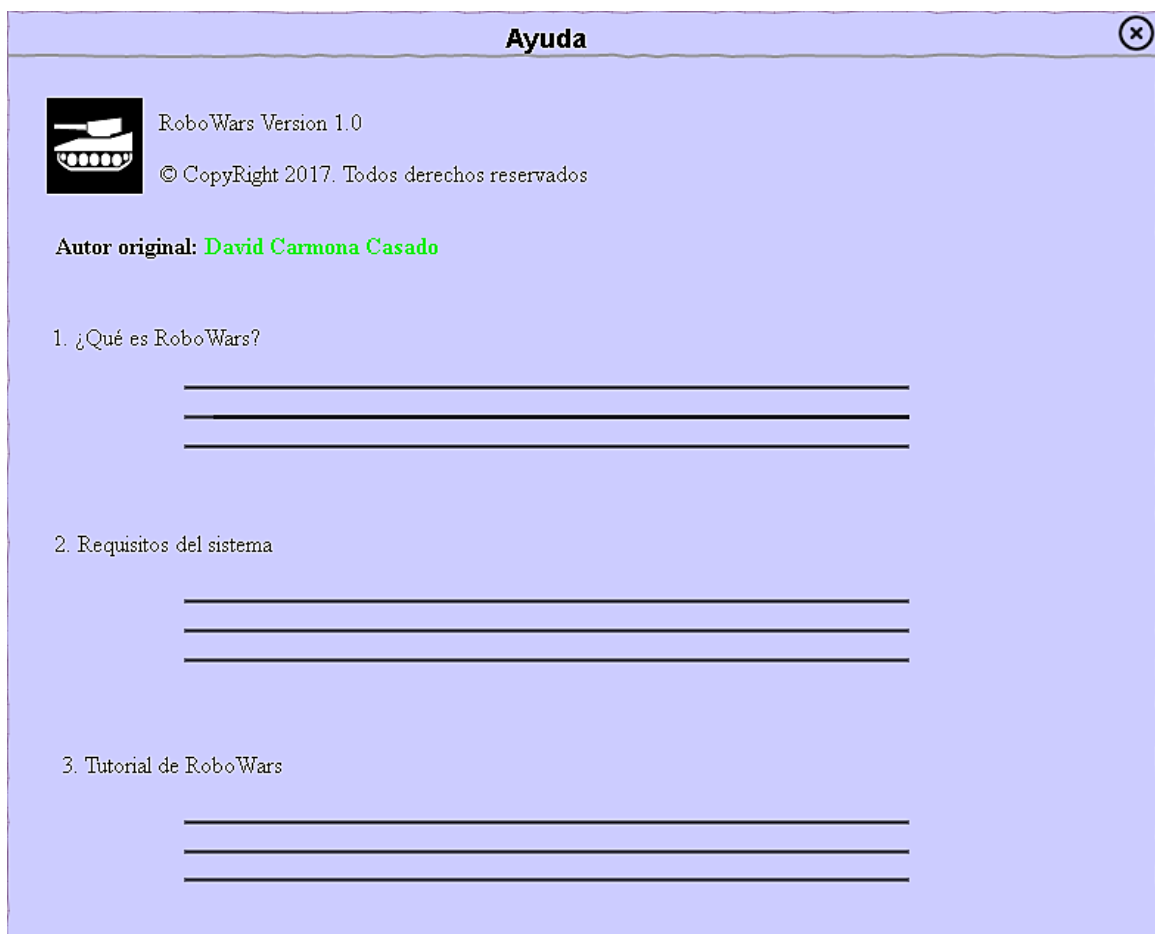 Ayuda
RoboWars Version 1.0
© CopyRight 2017. Todos derechos reservados
Autor original: David Carmona Casado
1. ¿Qué es RoboWars?
2. Requisitos del sistema
3. Tutorial de RoboWars